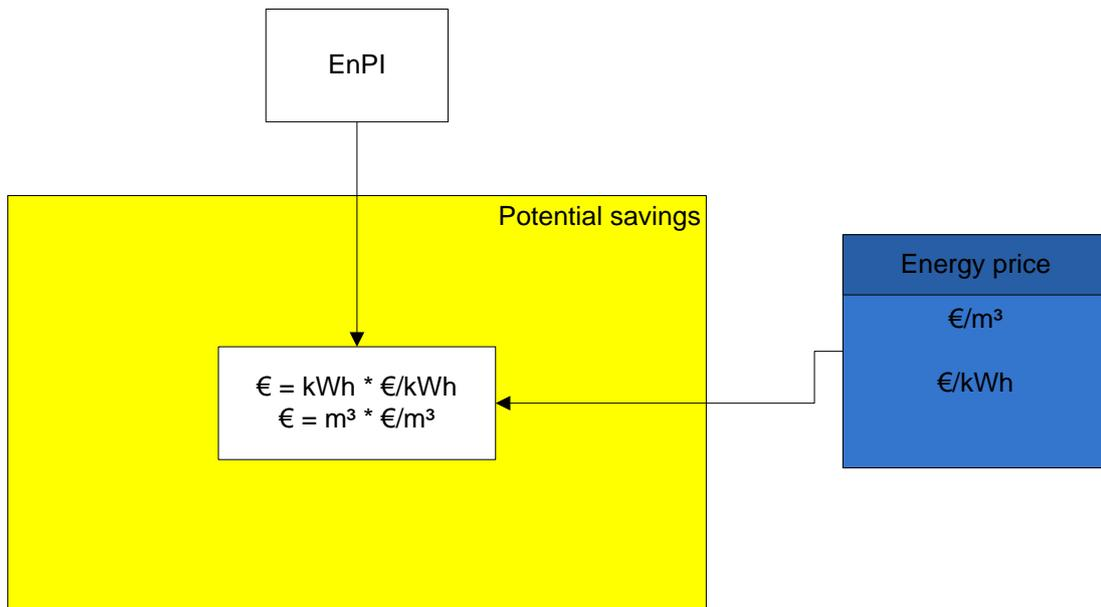 EnPI
Potential savings
Energy price
€/m³
€/kWh
€ = kWh * €/kWh
€ = m³ * €/m³